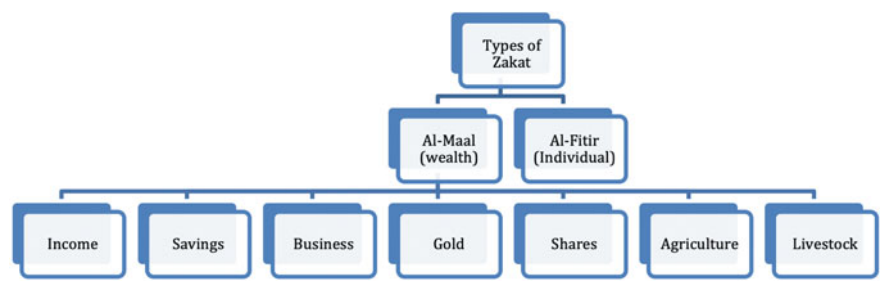 Types of
Zakat
Al-Maal
(wealth)
Al-Fitir
(Individual)
Income
Savings
Business
Gold
Shares
Agriculture
Livestock